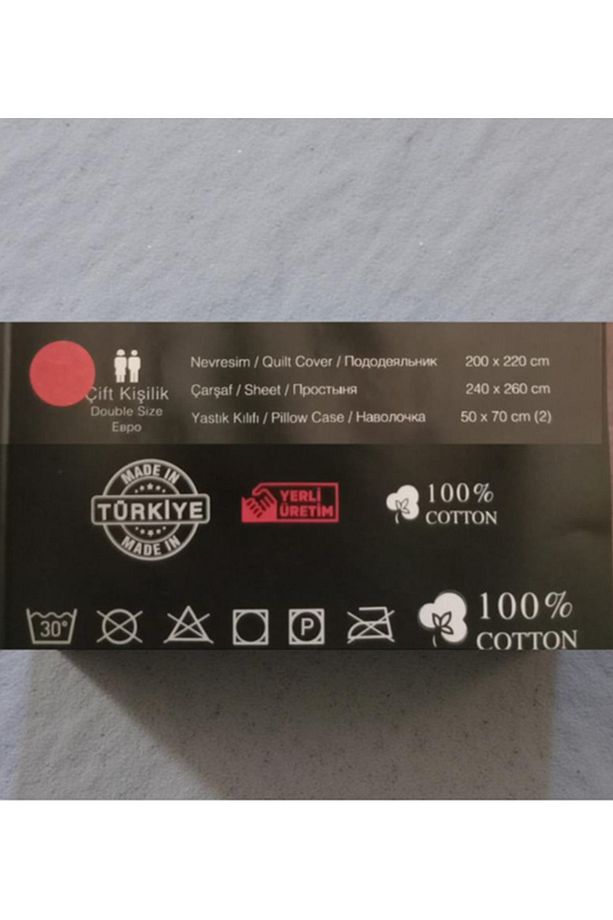 Çift Kişilik
Double Size
Евро
Nevresim / Quilt Cover / Пододеяльник 200 x 220 cm
Çarşaf / Sheet / Простыня 240 x 260 cm
Yastık Kılıfı / Pillow Case / Наволочка 50 x 70 cm (2)
MADE IN
TÜRKİYE
MADE IN
YERLİ
ÜRETİM
100%
COTTON
30°
P
100%
COTTON